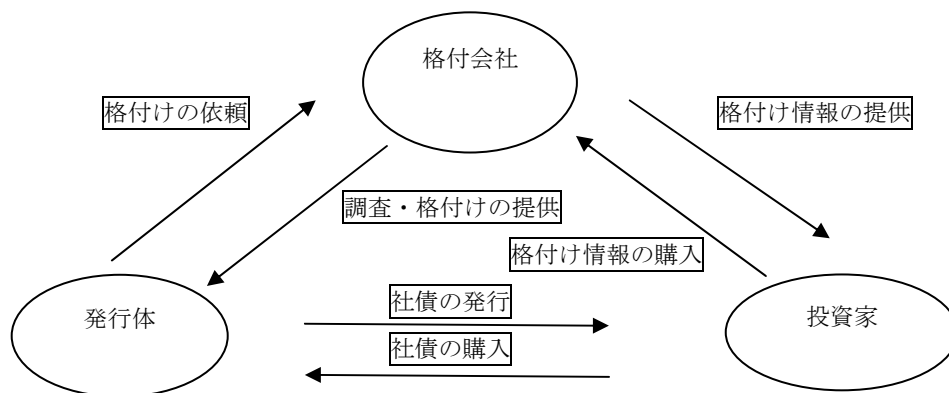 格付会社
格付けの依頼
格付け情報の提供
調査・格付けの提供
格付け情報の購入
社債の発行
発行体
投資家
社債の購入